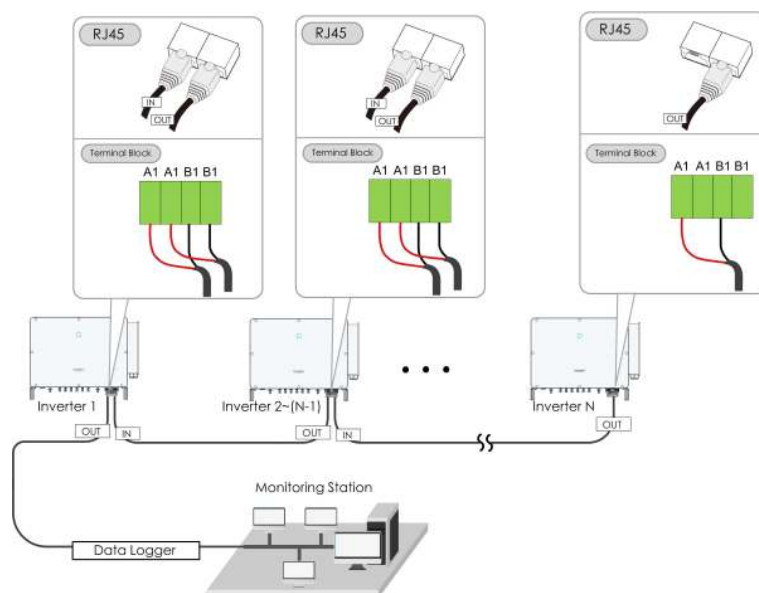 RJ45
IN
OUT
Terminal Block
A1 A1 B1 B1
RJ45
IN
OUT
Terminal Block
A1 A1 B1 B1
RJ45
OUT
Terminal Block
A1 A1 B1 B1
Inverter 1
Inverter 2~(N-1)
Inverter N
OUT
IN
OUT
IN
OUT
Monitoring Station
Data Logger